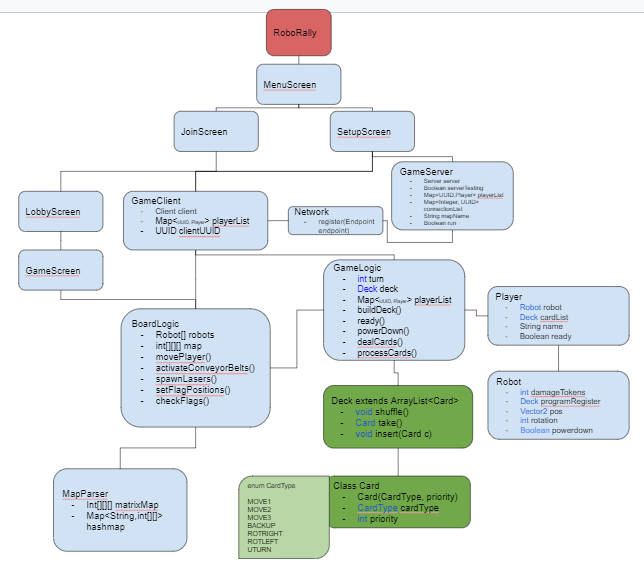 RoboRally
MenuScreen
JoinScreen
SetupScreen
GameServer
- Server server
- Boolean serverTesting
- Map<UUID,Player> playerList
- Map<Integer, UUID>
connectionList
- String mapName
- Boolean run
LobbyScreen
GameClient
- Client client
- Map<UUID, Player> playerList
- UUID clientUUID
Network
- register(Endpoint
endpoint)
GameScreen
GameLogic
- int turn
- Deck deck
- Map<UUID, Player> playerList
- buildDeck()
- ready()
- powerDown()
- dealCards()
- processCards()
Player
- Robot robot
- Deck cardList
- String name
- Boolean ready
BoardLogic
- Robot[] robots
- int[][][] map
- movePlayer()
- activateConveyorBelts()
- spawnLasers()
- setFlagPositions()
- checkFlags()
Robot
- int damageTokens
- Deck programRegister
- Vector2 pos
- int rotation
- Boolean powerdown
Deck extends ArrayList<Card>
- void shuffle()
- Card take()
- void insert(Card c)
MapParser
- Int[][][] matrixMap
- Map<String,int[][]>
hashmap
enum CardType
MOVE1
MOVE2
MOVE3
BACKUP
ROTRIGHT
ROTLEFT
UTURN
Class Card
- Card(CardType, priority)
- CardType cardType
- int priority